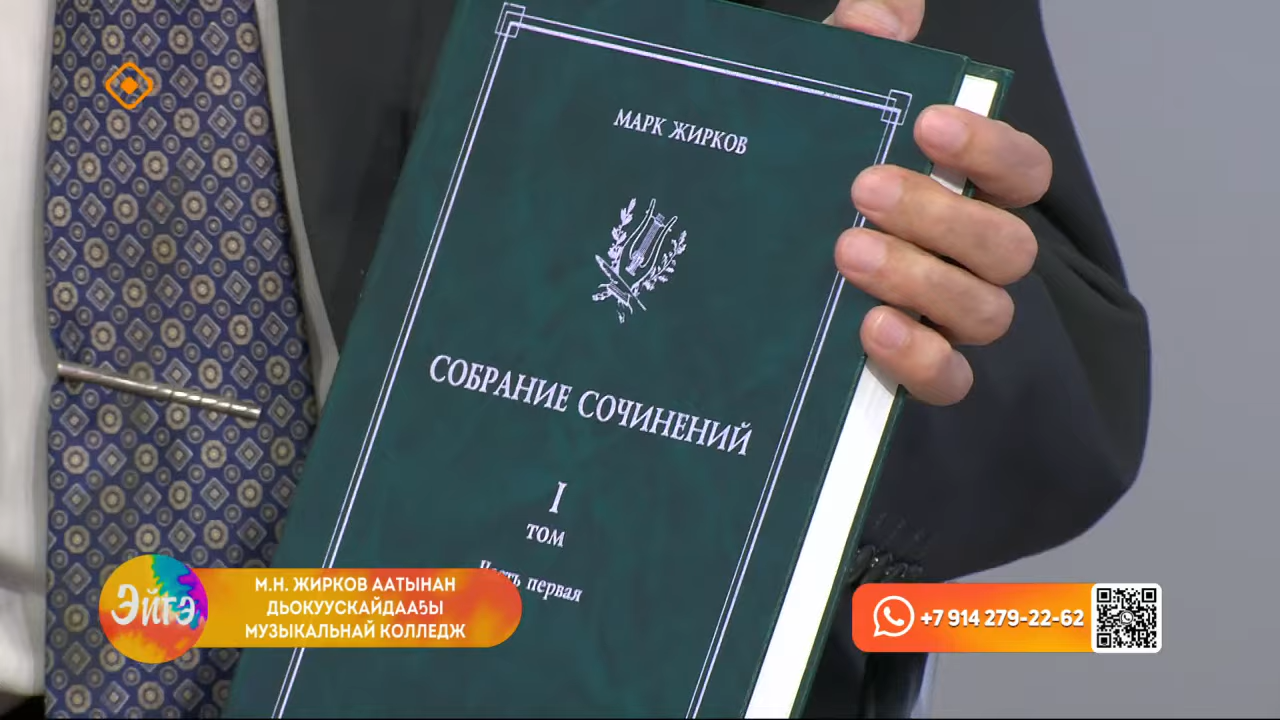 МАРК ЖИРКОВ
СОБРАНИЕ СОЧИНЕНИЙ
I
ТОМ
Часть первая
Эйгэ
М.Н. ЖИРКОВ ААТЫНАН
ДЬОКУУСКАЙДААҔЫ
МУЗЫКАЛЬНАЙ КОЛЛЕДЖ
+7 914 279-22-62